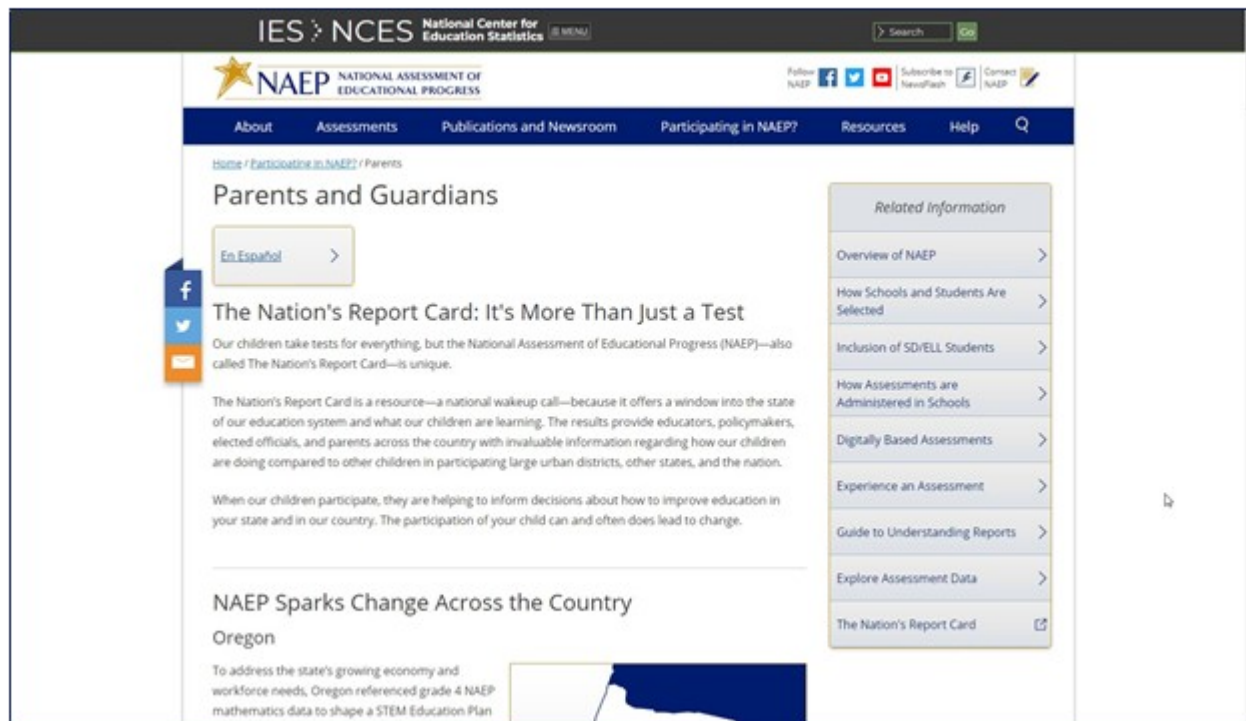 IES > NCES National Center for Education Statistics
MENU
Search
Go
NAEP NATIONAL ASSESSMENT OF EDUCATIONAL PROGRESS
Follow NAEP
Subscribe to NewsFlash
Contact NAEP
About Assessments Publications and Newsroom Participating in NAEP? Resources Help
Home / Participating in NAEP? / Parents
Parents and Guardians
En Español
The Nation's Report Card: It's More Than Just a Test
Our children take tests for everything, but the National Assessment of Educational Progress (NAEP)—also
called The Nation's Report Card—is unique.
The Nation's Report Card is a resource—a national wakeup call—because it offers a window into the state
of our education system and what our children are learning. The results provide educators, policymakers,
elected officials, and parents across the country with invaluable information regarding how our children
are doing compared to other children in participating large urban districts, other states, and the nation.
When our children participate, they are helping to inform decisions about how to improve education in
your state and in our country. The participation of your child can and often does lead to change.
NAEP Sparks Change Across the Country
Oregon
To address the state's growing economy and
workforce needs, Oregon referenced grade 4 NAEP
mathematics data to shape a STEM Education Plan
Related Information
Overview of NAEP
How Schools and Students Are
Selected
Inclusion of SD/ELL Students
How Assessments are
Administered in Schools
Digitally Based Assessments
Experience an Assessment
Guide to Understanding Reports
Explore Assessment Data
The Nation's Report Card